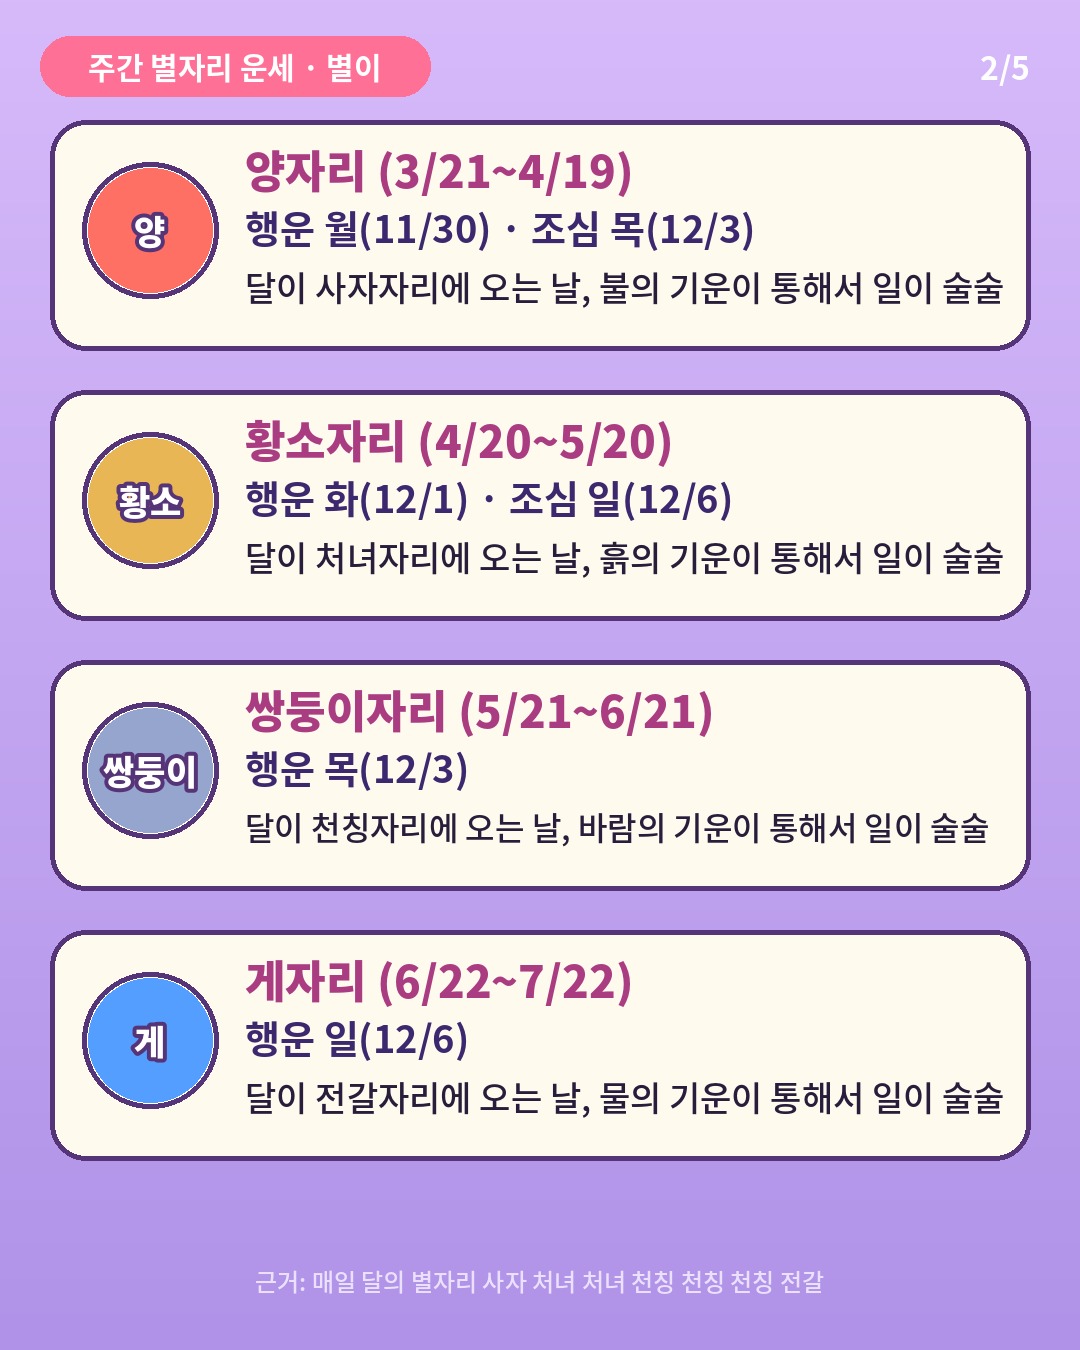 주간 별자리 운세 · 별이
2/5
양
양자리 (3/21~4/19)
행운 월(11/30) · 조심 목(12/3)
달이 사자자리에 오는 날, 불의 기운이 통해서 일이 술술
황소
황소자리 (4/20~5/20)
행운 화(12/1) · 조심 일(12/6)
달이 처녀자리에 오는 날, 흙의 기운이 통해서 일이 술술
쌍둥이
쌍둥이자리 (5/21~6/21)
행운 목(12/3)
달이 천칭자리에 오는 날, 바람의 기운이 통해서 일이 술술
게
게자리 (6/22~7/22)
행운 일(12/6)
달이 전갈자리에 오는 날, 물의 기운이 통해서 일이 술술
근거: 매일 달의 별자리 사자 처녀 처녀 천칭 천칭 천칭 전갈